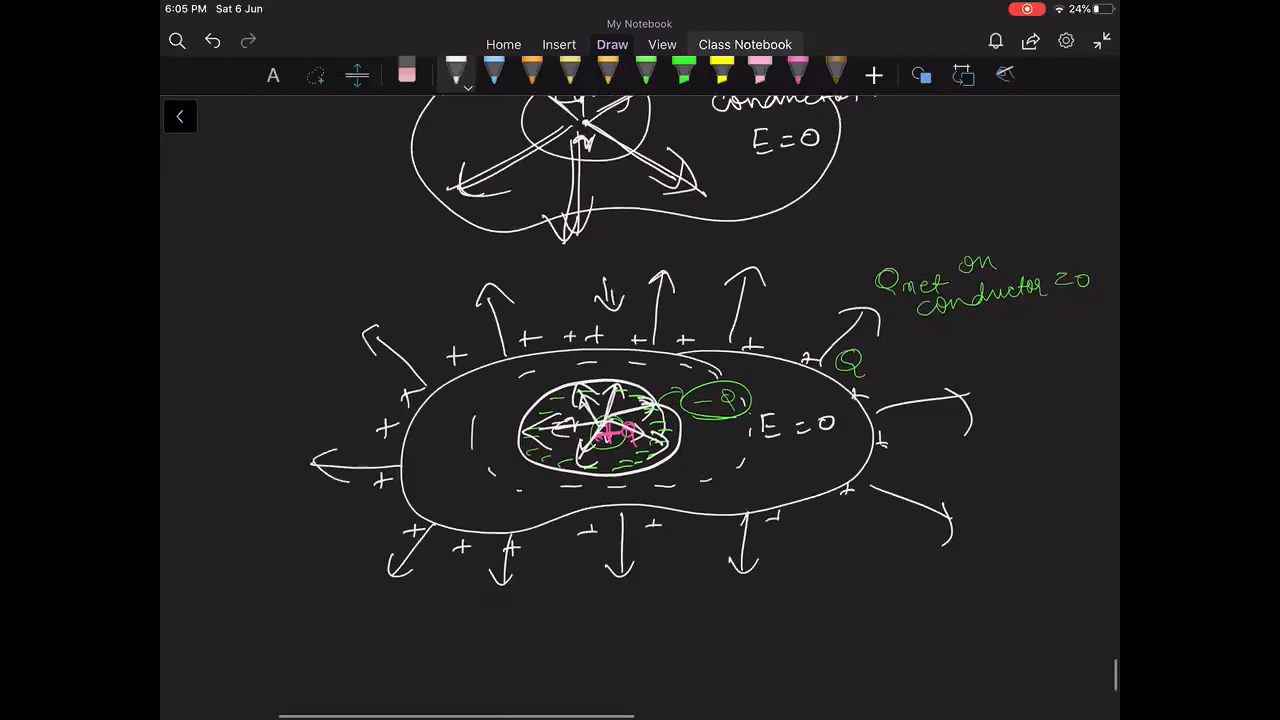 6:05 PM Sat 6 Jun
24%
My Notebook
Home Insert Draw View Class Notebook
A
conductor.
E = 0
Qnet on
conductor = 0
Q
- Q
+ q
E = 0